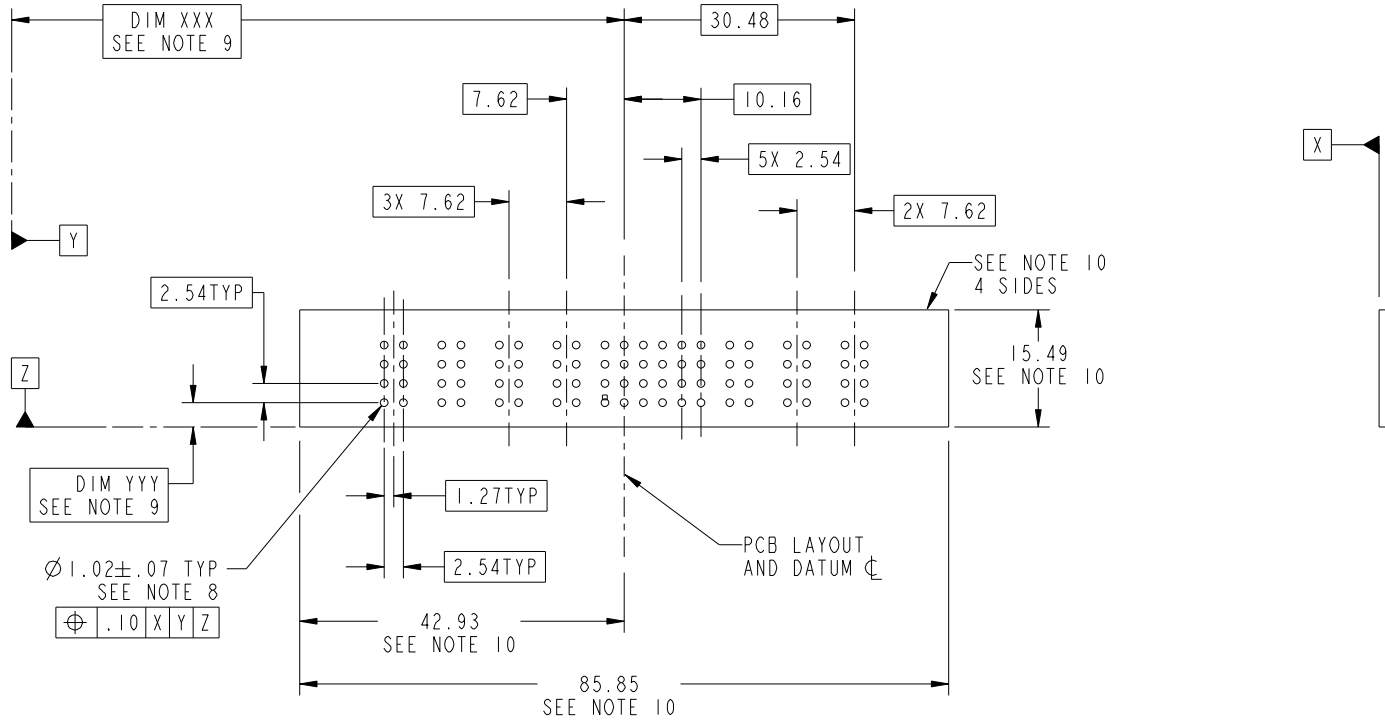 DIM XXX
SEE NOTE 9
30.48
7.62
10.16
5X 2.54
X
3X 7.62
2X 7.62
Y
SEE NOTE 10
4 SIDES
2.54TYP
15.49
SEE NOTE 10
Z
DIM YYY
SEE NOTE 9
1.27TYP
PCB LAYOUT
AND DATUM ℄
Ø1.02±.07 TYP
SEE NOTE 8
2.54TYP
⌖ .10 X Y Z
42.93
SEE NOTE 10
85.85
SEE NOTE 10